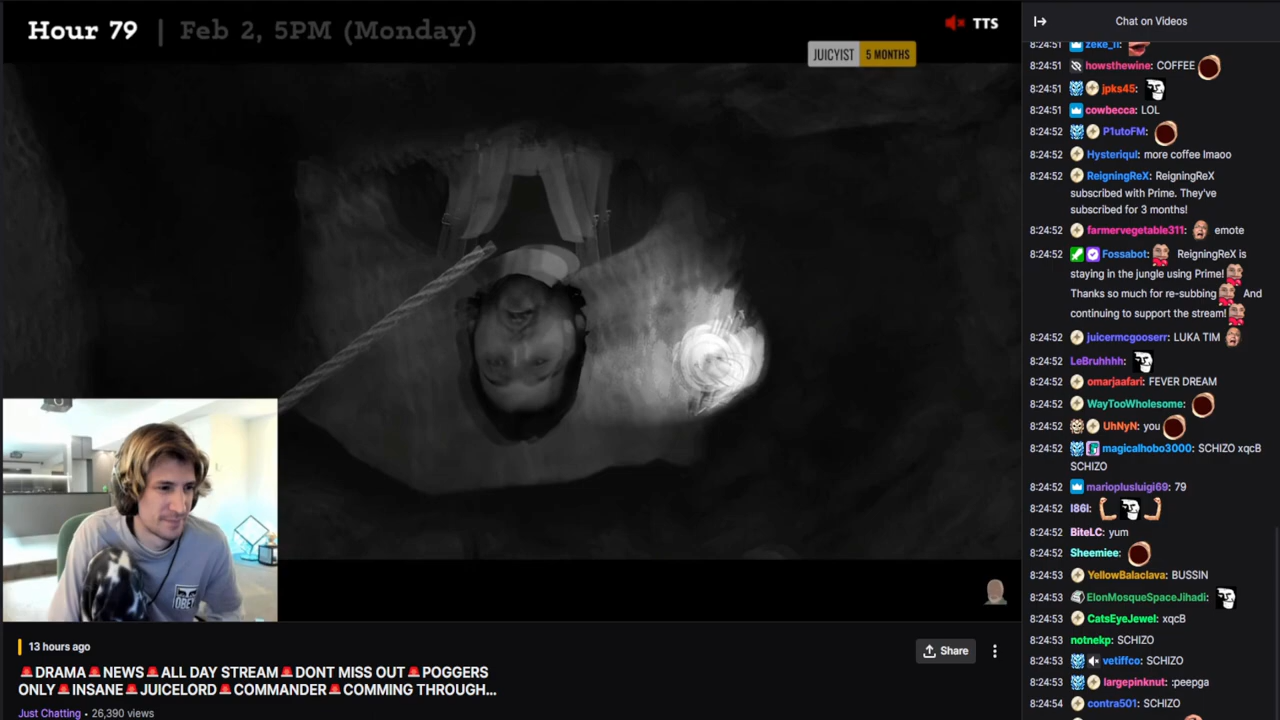 Hour 79 | Feb 2, 5PM (Monday)
TTS
JUICYIST 5 MONTHS
OBEY
13 hours ago
Share
🚨DRAMA🚨NEWS🚨ALL DAY STREAM🚨DONT MISS OUT🚨POGGERS
ONLY🚨INSANE🚨JUICELORD🚨COMMANDER🚨COMMING THROUGH...
Just Chatting • 26,390 views
Chat on Videos
8:24:51 zeke_11:
8:24:51 howsthewine: COFFEE
8:24:51 jpks45:
8:24:51 cowbecca: LOL
8:24:52 P1utoFM:
8:24:52 Hysteriqul: more coffee lmaoo
8:24:52 ReigningReX: ReigningReX
subscribed with Prime. They've
subscribed for 3 months!
8:24:52 farmervegetable311: emote
8:24:52 Fossabot: ReigningReX is
staying in the jungle using Prime!
Thanks so much for re-subbing And
continuing to support the stream!
8:24:52 juicermcgooserr: LUKA TIM
8:24:52 LeBruhhhh:
8:24:52 omarjaafari: FEVER DREAM
8:24:52 WayTooWholesome:
8:24:52 UhNyN: you
8:24:52 magicalhobo3000: SCHIZO xqcB
SCHIZO
8:24:52 marioplusluigi69: 79
8:24:52 I86I:
8:24:52 BiteLC: yum
8:24:52 Sheemiee:
8:24:53 YellowBalaclava: BUSSIN
8:24:53 ElonMosqueSpaceJihadi:
8:24:53 CatsEyeJewel: xqcB
8:24:53 notnekp: SCHIZO
8:24:53 vetiffco: SCHIZO
8:24:53 largepinknut: :peepga
8:24:54 contra501: SCHIZO